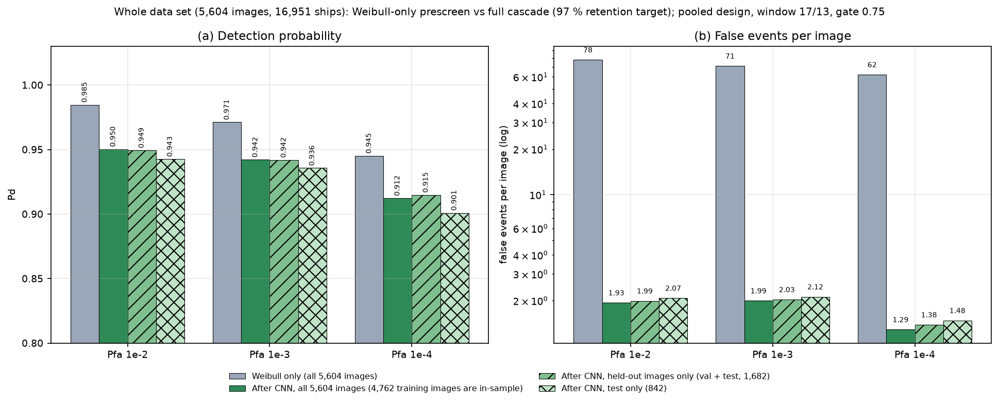 Whole data set (5,604 images, 16,951 ships): Weibull-only prescreen vs full cascade (97 % retention target); pooled design, window 17/13, gate 0.75
(a) Detection probability
Pd
1.00
0.95
0.90
0.85
0.80
0.985
0.950
0.949
0.943
0.971
0.942
0.942
0.936
0.945
0.912
0.915
0.901
Pfa 1e-2
Pfa 1e-3
Pfa 1e-4
(b) False events per image
false events per image (log)
6 × 10¹
4 × 10¹
3 × 10¹
2 × 10¹
10¹
6 × 10⁰
4 × 10⁰
3 × 10⁰
2 × 10⁰
78
1.93
1.99
2.07
71
1.99
2.03
2.12
62
1.29
1.38
1.48
Pfa 1e-2
Pfa 1e-3
Pfa 1e-4
Weibull only (all 5,604 images)
After CNN, all 5,604 images (4,762 training images are in-sample)
After CNN, held-out images only (val + test, 1,682)
After CNN, test only (842)